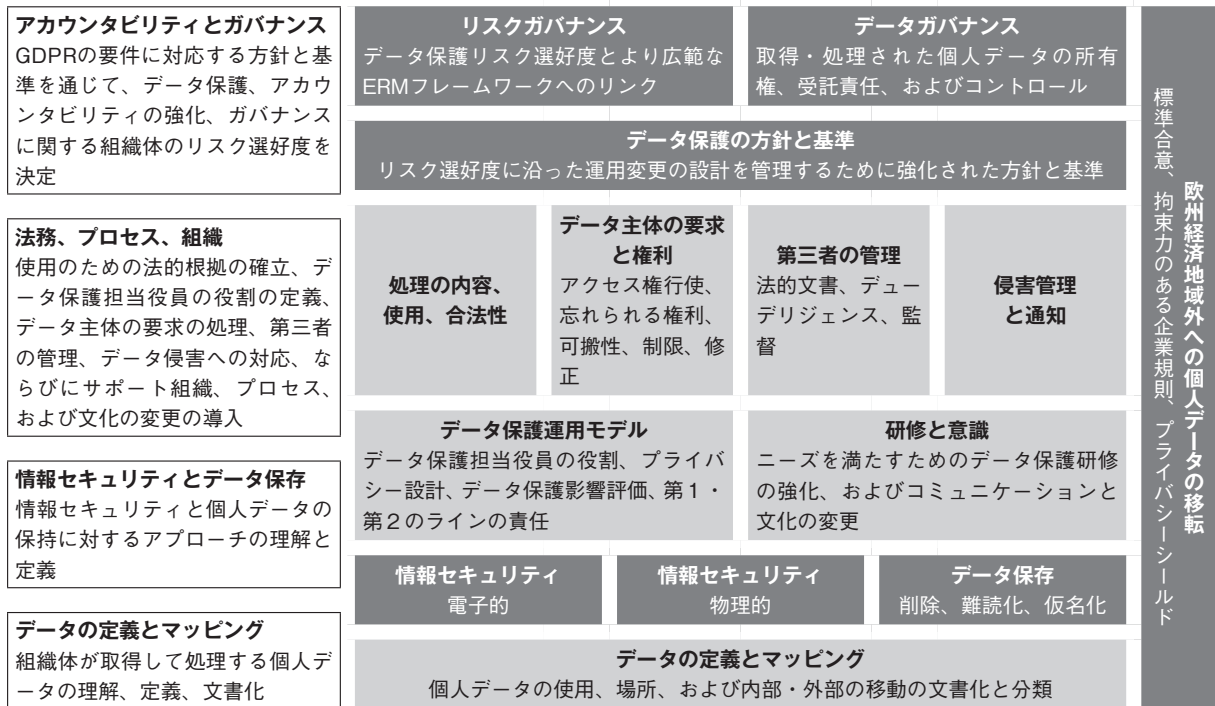 アカウンタビリティとガバナンス
GDPRの要件に対応する方針と基
準を通じて、データ保護、アカウ
ンタビリティの強化、ガバナンス
に関する組織体のリスク選好度を
決定
リスクガバナンス
データ保護リスク選好度とより広範な
ERMフレームワークへのリンク
データガバナンス
取得・処理された個人データの所有
権、受託責任、およびコントロール
データ保護の方針と基準
リスク選好度に沿った運用変更の設計を管理するために強化された方針と基準
法務、プロセス、組織
使用のための法的根拠の確立、デ
ータ保護担当役員の役割の定義、
データ主体の要求の処理、第三者
の管理、データ侵害への対応、な
らびにサポート組織、プロセス、
および文化の変更の導入
処理の内容、
使用、合法性
データ主体の要求
と権利
アクセス権行使、
忘れられる権利、
可搬性、制限、修
正
第三者の管理
法的文書、デュー
デリジェンス、監
督
侵害管理
と通知
データ保護運用モデル
データ保護担当役員の役割、プライバ
シー設計、データ保護影響評価、第1・
第2のラインの責任
研修と意識
ニーズを満たすためのデータ保護研修
の強化、およびコミュニケーションと
文化の変更
情報セキュリティとデータ保存
情報セキュリティと個人データの
保持に対するアプローチの理解と
定義
情報セキュリティ
電子的
情報セキュリティ
物理的
データ保存
削除、難読化、仮名化
データの定義とマッピング
組織体が取得して処理する個人デ
ータの理解、定義、文書化
データの定義とマッピング
個人データの使用、場所、および内部・外部の移動の文書化と分類
欧州経済地域外への個人データの移転
標準合意、拘束力のある企業規則、プライバシーシールド